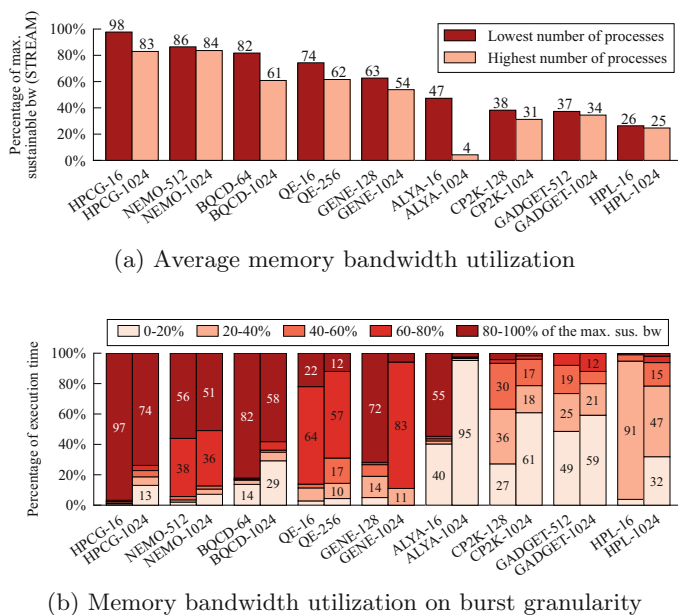 Percentage of max.
sustainable bw (STREAM)
100%
80%
60%
40%
20%
0%
98
83
86
84
82
61
74
62
63
54
47
4
38
31
37
34
26
25
Lowest number of processes
Highest number of processes
HPCG-16
HPCG-1024
NEMO-512
NEMO-1024
BQCD-64
BQCD-1024
QE-16
QE-256
GENE-128
GENE-1024
ALYA-16
ALYA-1024
CP2K-128
CP2K-1024
GADGET-512
GADGET-1024
HPL-16
HPL-1024
(a) Average memory bandwidth utilization
0-20% 20-40% 40-60% 60-80% 80-100% of the max. sus. bw
Percentage of execution time
100%
80%
60%
40%
20%
0%
97
74
13
56
38
51
36
82
14
58
29
22
64
12
57
17
10
72
14
83
11
55
40
95
30
36
27
17
18
61
19
25
49
12
21
59
91
15
47
32
HPCG-16
HPCG-1024
NEMO-512
NEMO-1024
BQCD-64
BQCD-1024
QE-16
QE-256
GENE-128
GENE-1024
ALYA-16
ALYA-1024
CP2K-128
CP2K-1024
GADGET-512
GADGET-1024
HPL-16
HPL-1024
(b) Memory bandwidth utilization on burst granularity